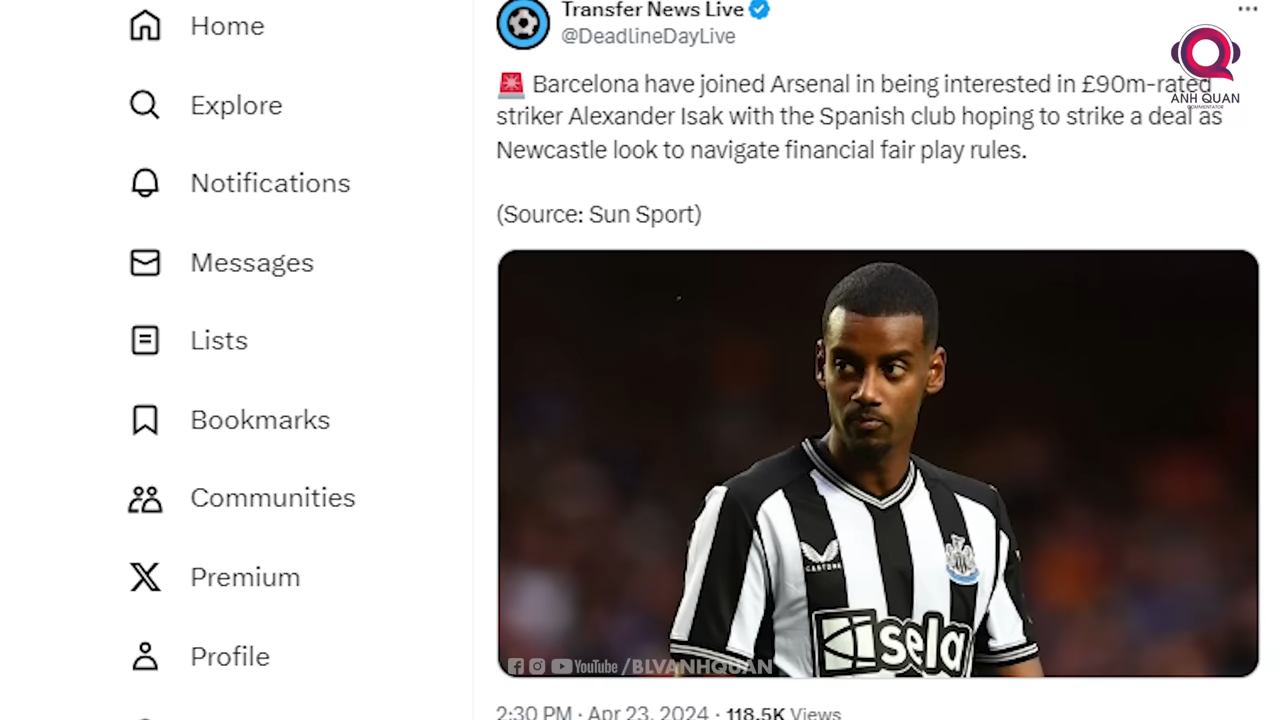 Home
Explore
Notifications
Messages
Lists
Bookmarks
Communities
Premium
Profile
Transfer News Live
@DeadlineDayLive
Barcelona have joined Arsenal in being interested in £90m-rated
striker Alexander Isak with the Spanish club hoping to strike a deal as
Newcastle look to navigate financial fair play rules.
(Source: Sun Sport)
ANH QUAN
COMMENTATOR
CASTORE
sela
YouTube /BLVANHQUAN
2:30 PM · Apr 23, 2024 · 118.5K Views